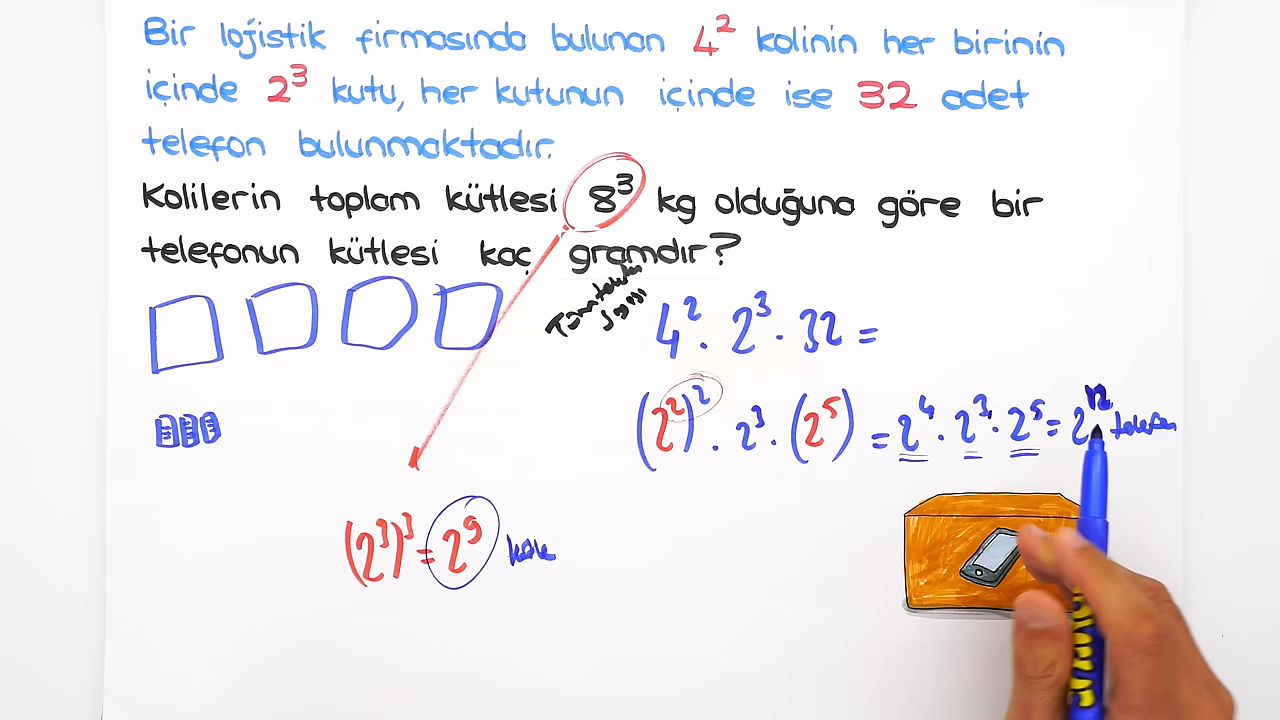 Bir lojistik firmasında bulunan 4² kolinin her birinin
içinde 2³ kutu, her kutunun içinde ise 32 adet
telefon bulunmaktadır.
Kolilerin toplam kütlesi 8³ kg olduğuna göre bir
telefonun kütlesi kaç gramdır?
4² · 2³ · 32 =
(2²)² · 2³ · (2⁵) = 2⁴ · 2³ · 2⁵ = 2¹² telefon
(2³)³ = 2⁹